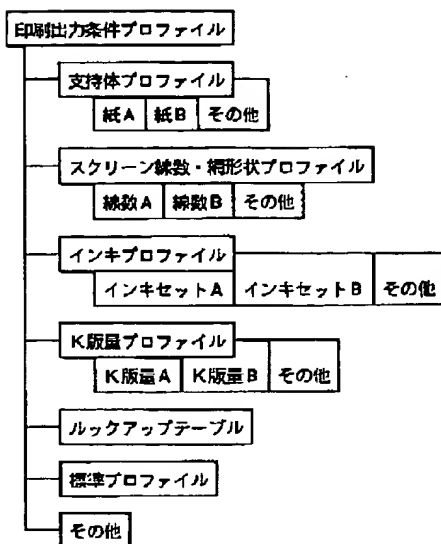 印刷出力条件プロファイル
支持体プロファイル
紙A 紙B その他
スクリーン線数・網形状プロファイル
線数A 線数B その他
インキプロファイル
インキセットA インキセットB その他
K版量プロファイル
K版量A K版量B その他
ルックアップテーブル
標準プロファイル
その他